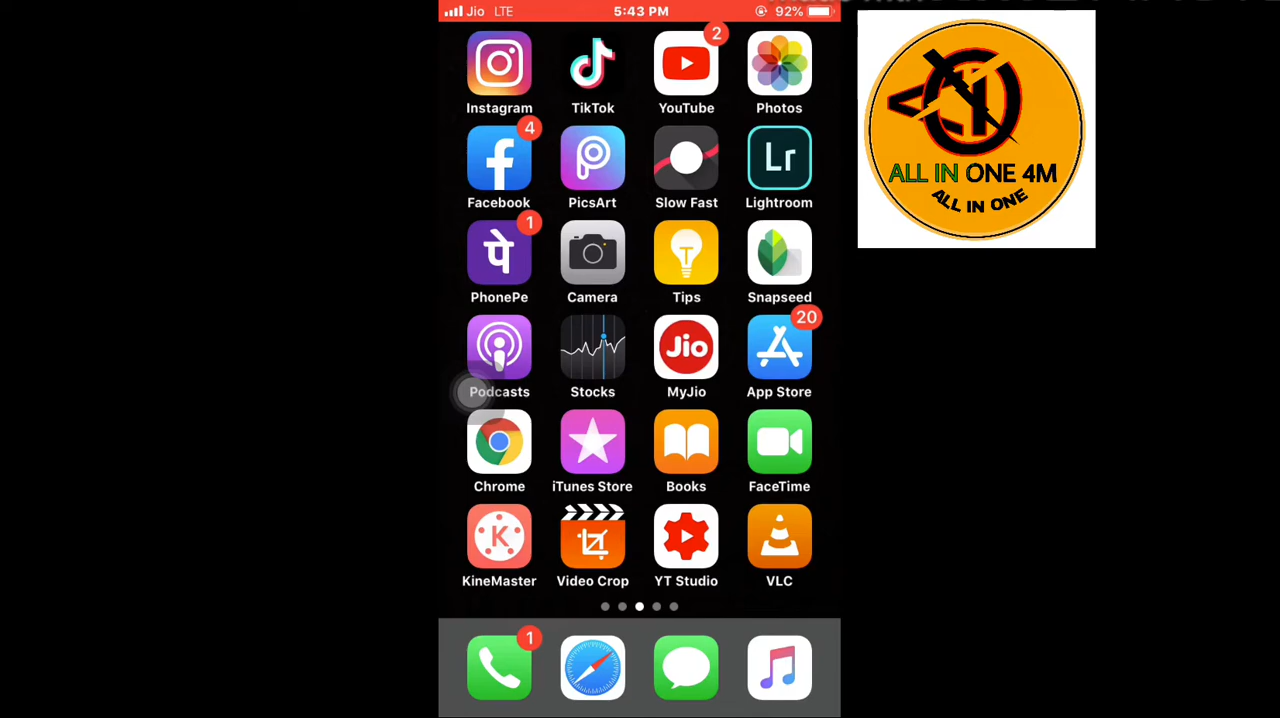 Jio LTE 5:43 PM 92%
2
Instagram TikTok YouTube Photos
4
Lr
Facebook PicsArt Slow Fast Lightroom
1
पे T
PhonePe Camera Tips Snapseed
20
Jio
Podcasts Stocks MyJio App Store
Chrome iTunes Store Books FaceTime
K
KineMaster Video Crop YT Studio VLC
1
ALL IN ONE 4M
ALL IN ONE